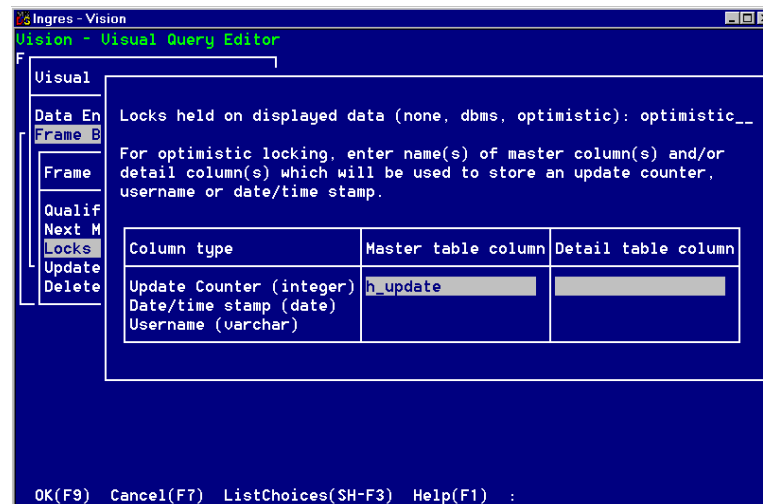 Ingres - Vision
Vision - Visual Query Editor
F
Visual
Data En
Frame B
Frame
Qualif
Next M
Locks
Update
Delete
Locks held on displayed data (none, dbms, optimistic): optimistic__
For optimistic locking, enter name(s) of master column(s) and/or
detail column(s) which will be used to store an update counter,
username or date/time stamp.
Column type Master table column Detail table column
Update Counter (integer) h_update
Date/time stamp (date)
Username (varchar)
OK(F9) Cancel(F7) ListChoices(SH-F3) Help(F1) :